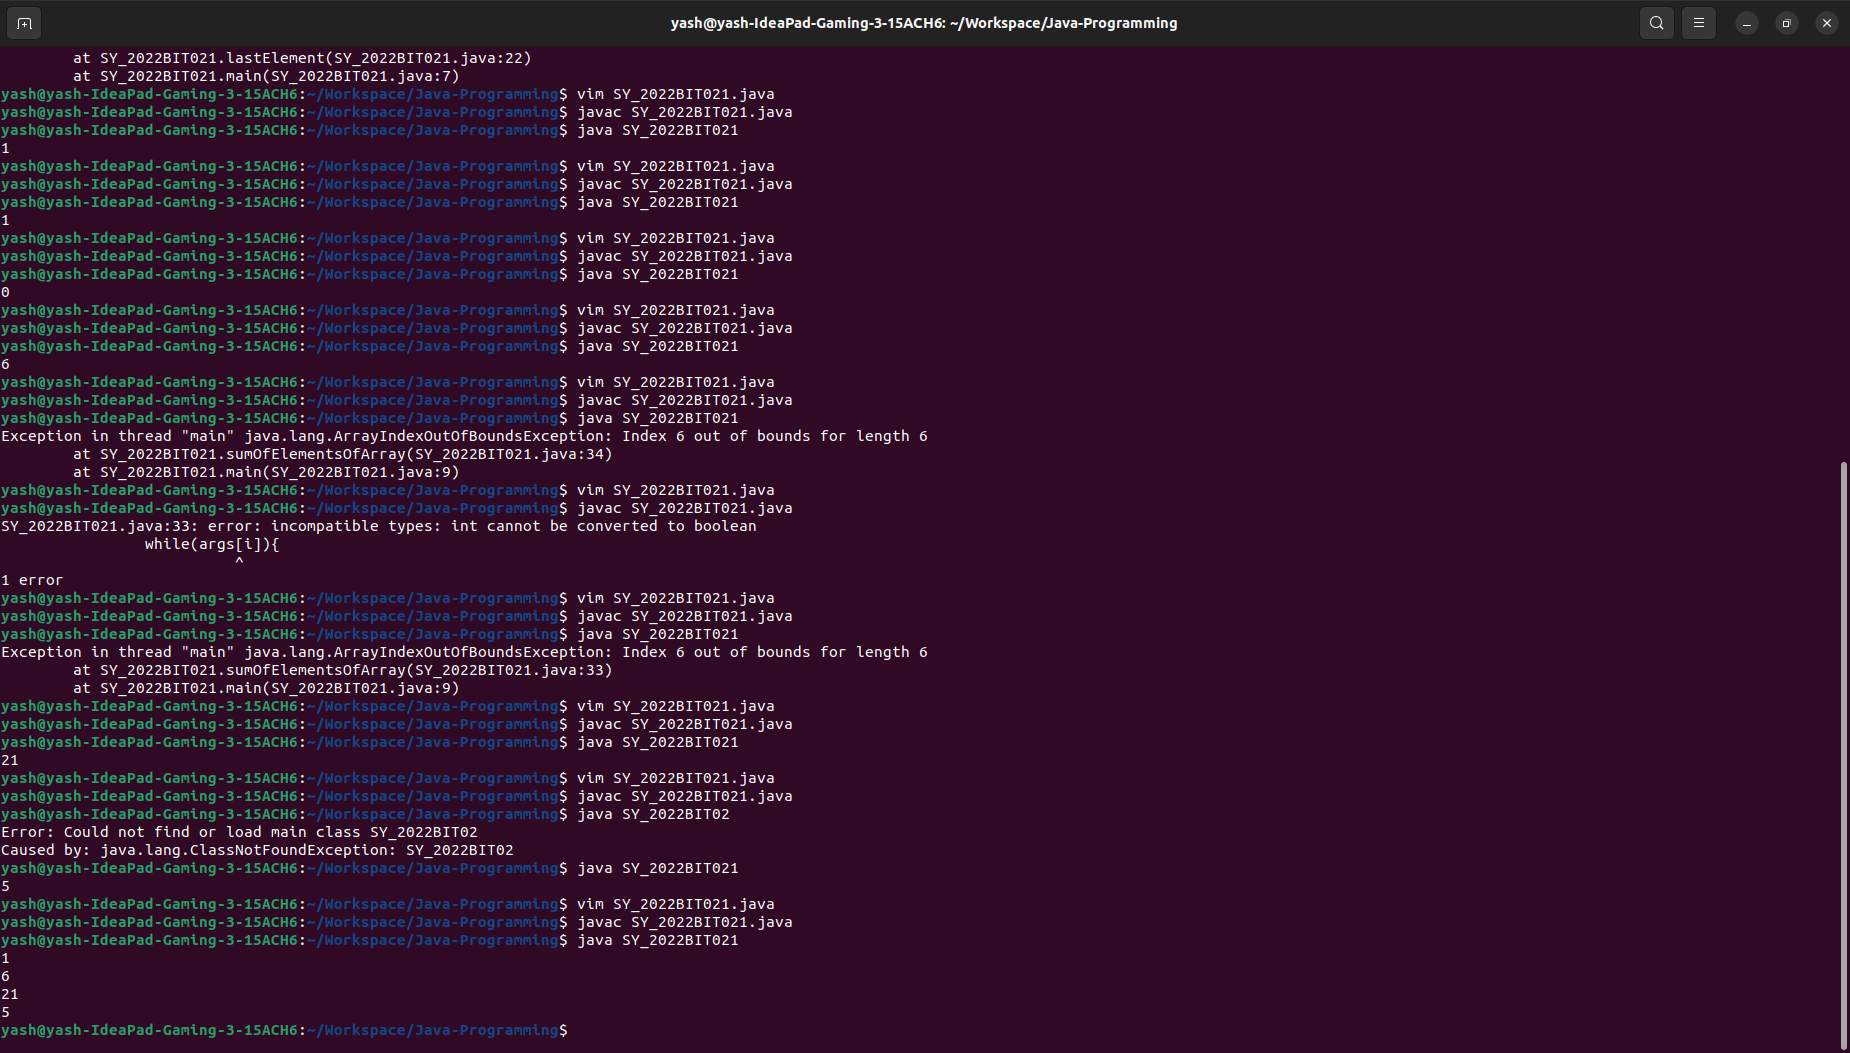 yash@yash-IdeaPad-Gaming-3-15ACH6: ~/Workspace/Java-Programming
        at SY_2022BIT021.lastElement(SY_2022BIT021.java:22)
        at SY_2022BIT021.main(SY_2022BIT021.java:7)
yash@yash-IdeaPad-Gaming-3-15ACH6:~/Workspace/Java-Programming$ vim SY_2022BIT021.java
yash@yash-IdeaPad-Gaming-3-15ACH6:~/Workspace/Java-Programming$ javac SY_2022BIT021.java
yash@yash-IdeaPad-Gaming-3-15ACH6:~/Workspace/Java-Programming$ java SY_2022BIT021
1
yash@yash-IdeaPad-Gaming-3-15ACH6:~/Workspace/Java-Programming$ vim SY_2022BIT021.java
yash@yash-IdeaPad-Gaming-3-15ACH6:~/Workspace/Java-Programming$ javac SY_2022BIT021.java
yash@yash-IdeaPad-Gaming-3-15ACH6:~/Workspace/Java-Programming$ java SY_2022BIT021
1
yash@yash-IdeaPad-Gaming-3-15ACH6:~/Workspace/Java-Programming$ vim SY_2022BIT021.java
yash@yash-IdeaPad-Gaming-3-15ACH6:~/Workspace/Java-Programming$ javac SY_2022BIT021.java
yash@yash-IdeaPad-Gaming-3-15ACH6:~/Workspace/Java-Programming$ java SY_2022BIT021
0
yash@yash-IdeaPad-Gaming-3-15ACH6:~/Workspace/Java-Programming$ vim SY_2022BIT021.java
yash@yash-IdeaPad-Gaming-3-15ACH6:~/Workspace/Java-Programming$ javac SY_2022BIT021.java
yash@yash-IdeaPad-Gaming-3-15ACH6:~/Workspace/Java-Programming$ java SY_2022BIT021
6
yash@yash-IdeaPad-Gaming-3-15ACH6:~/Workspace/Java-Programming$ vim SY_2022BIT021.java
yash@yash-IdeaPad-Gaming-3-15ACH6:~/Workspace/Java-Programming$ javac SY_2022BIT021.java
yash@yash-IdeaPad-Gaming-3-15ACH6:~/Workspace/Java-Programming$ java SY_2022BIT021
Exception in thread "main" java.lang.ArrayIndexOutOfBoundsException: Index 6 out of bounds for length 6
        at SY_2022BIT021.sumOfElementsOfArray(SY_2022BIT021.java:34)
        at SY_2022BIT021.main(SY_2022BIT021.java:9)
yash@yash-IdeaPad-Gaming-3-15ACH6:~/Workspace/Java-Programming$ vim SY_2022BIT021.java
yash@yash-IdeaPad-Gaming-3-15ACH6:~/Workspace/Java-Programming$ javac SY_2022BIT021.java
SY_2022BIT021.java:33: error: incompatible types: int cannot be converted to boolean
                while(args[i]){
                          ^
1 error
yash@yash-IdeaPad-Gaming-3-15ACH6:~/Workspace/Java-Programming$ vim SY_2022BIT021.java
yash@yash-IdeaPad-Gaming-3-15ACH6:~/Workspace/Java-Programming$ javac SY_2022BIT021.java
yash@yash-IdeaPad-Gaming-3-15ACH6:~/Workspace/Java-Programming$ java SY_2022BIT021
Exception in thread "main" java.lang.ArrayIndexOutOfBoundsException: Index 6 out of bounds for length 6
        at SY_2022BIT021.sumOfElementsOfArray(SY_2022BIT021.java:33)
        at SY_2022BIT021.main(SY_2022BIT021.java:9)
yash@yash-IdeaPad-Gaming-3-15ACH6:~/Workspace/Java-Programming$ vim SY_2022BIT021.java
yash@yash-IdeaPad-Gaming-3-15ACH6:~/Workspace/Java-Programming$ javac SY_2022BIT021.java
yash@yash-IdeaPad-Gaming-3-15ACH6:~/Workspace/Java-Programming$ java SY_2022BIT021
21
yash@yash-IdeaPad-Gaming-3-15ACH6:~/Workspace/Java-Programming$ vim SY_2022BIT021.java
yash@yash-IdeaPad-Gaming-3-15ACH6:~/Workspace/Java-Programming$ javac SY_2022BIT021.java
yash@yash-IdeaPad-Gaming-3-15ACH6:~/Workspace/Java-Programming$ java SY_2022BIT02
Error: Could not find or load main class SY_2022BIT02
Caused by: java.lang.ClassNotFoundException: SY_2022BIT02
yash@yash-IdeaPad-Gaming-3-15ACH6:~/Workspace/Java-Programming$ java SY_2022BIT021
5
yash@yash-IdeaPad-Gaming-3-15ACH6:~/Workspace/Java-Programming$ vim SY_2022BIT021.java
yash@yash-IdeaPad-Gaming-3-15ACH6:~/Workspace/Java-Programming$ javac SY_2022BIT021.java
yash@yash-IdeaPad-Gaming-3-15ACH6:~/Workspace/Java-Programming$ java SY_2022BIT021
1
6
21
5
yash@yash-IdeaPad-Gaming-3-15ACH6:~/Workspace/Java-Programming$